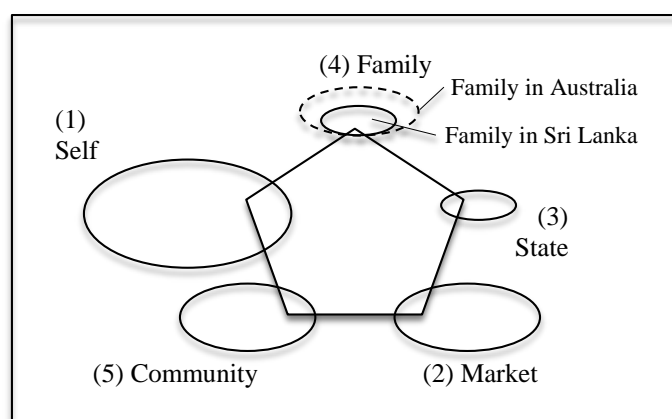 (4) Family
Family in Australia
Family in Sri Lanka
(1)
Self
(3)
State
(5) Community
(2) Market